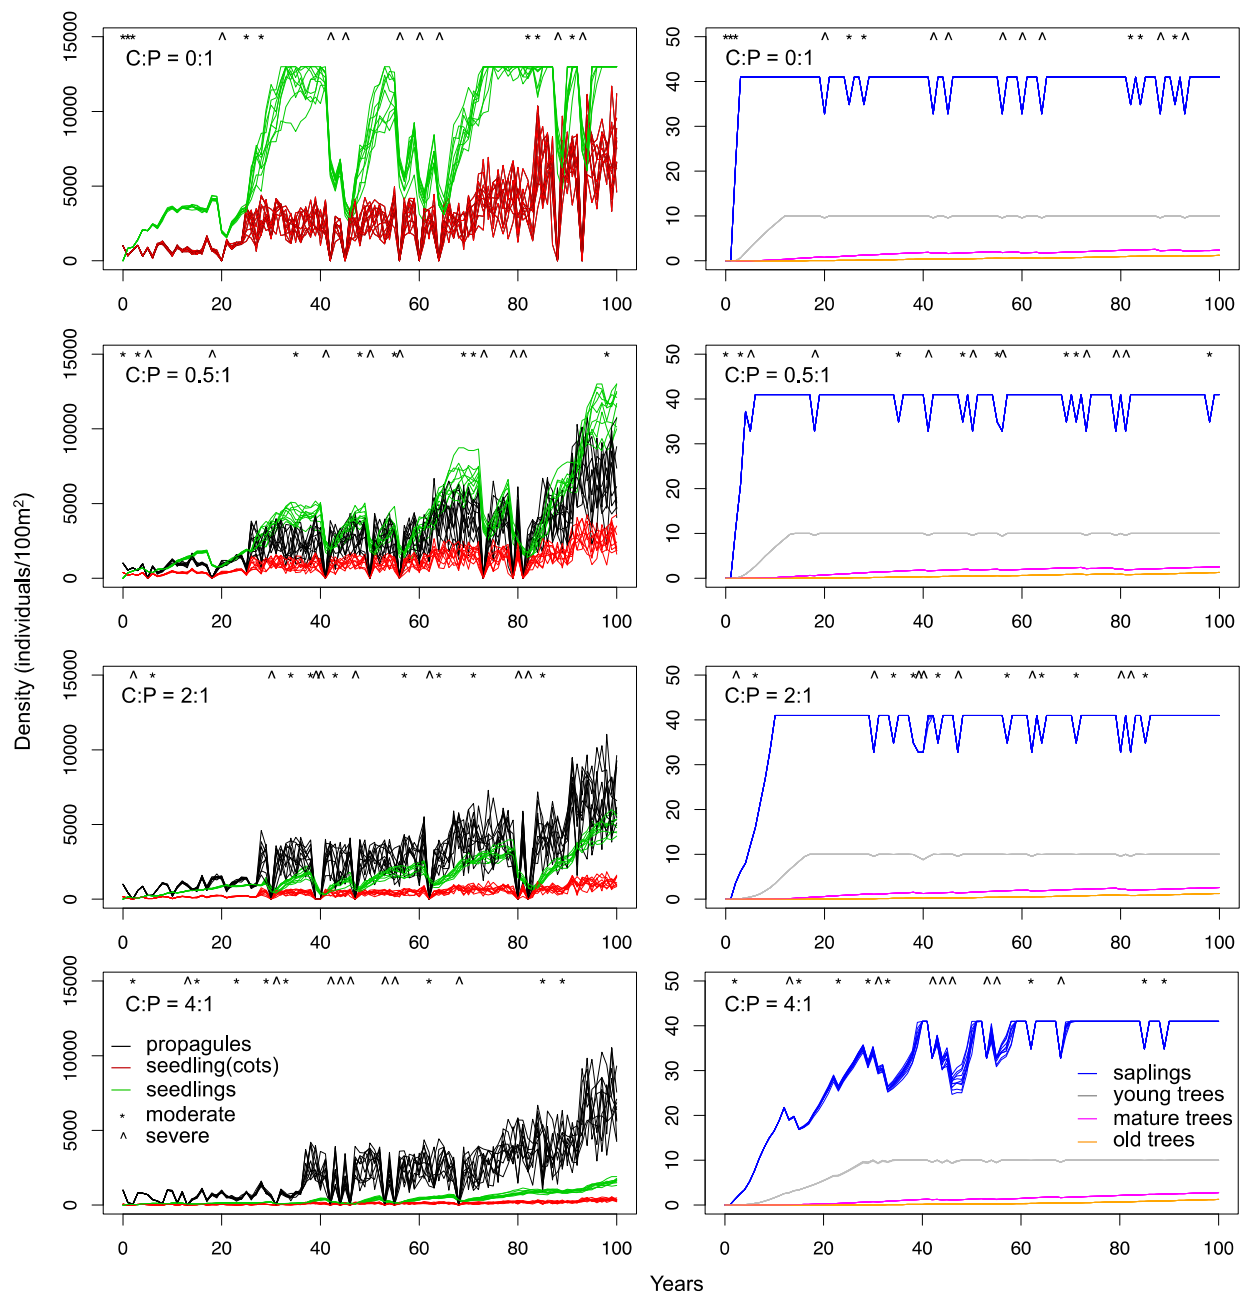 15000 10000 5000 0
*** ^ * * ^ ^ ^ ^ ^ * * ^ * ^
C:P = 0:1
0 20 40 60 80 100
50 40 30 20 10 0
*** ^ * * ^ ^ ^ ^ ^ * * ^ * ^
C:P = 0:1
0 20 40 60 80 100
15000 10000 5000 0
* * ^ ^ * ^ * ^ * ^ * * ^ ^ ^ *
C:P = 0.5:1
0 20 40 60 80 100
50 40 30 20 10 0
* * ^ ^ * ^ * ^ * ^ * * ^ ^ ^ *
C:P = 0.5:1
0 20 40 60 80 100
Density (individuals/100m²)
15000 10000 5000 0
^ * ^ * * ^ ^ * ^ * ^ * * ^ ^ *
C:P = 2:1
0 20 40 60 80 100
50 40 30 20 10 0
^ * ^ * * ^ ^ * ^ * ^ * * ^ ^ *
C:P = 2:1
0 20 40 60 80 100
15000 10000 5000 0
* ^ * * * ^ * ^ ^ ^ ^ ^ * ^ * *
C:P = 4:1
propagules
seedling(cots)
seedlings
* moderate
^ severe
0 20 40 60 80 100
50 40 30 20 10 0
* ^ * * * ^ * ^ ^ ^ ^ ^ * ^ * *
C:P = 4:1
saplings
young trees
mature trees
old trees
0 20 40 60 80 100
Years